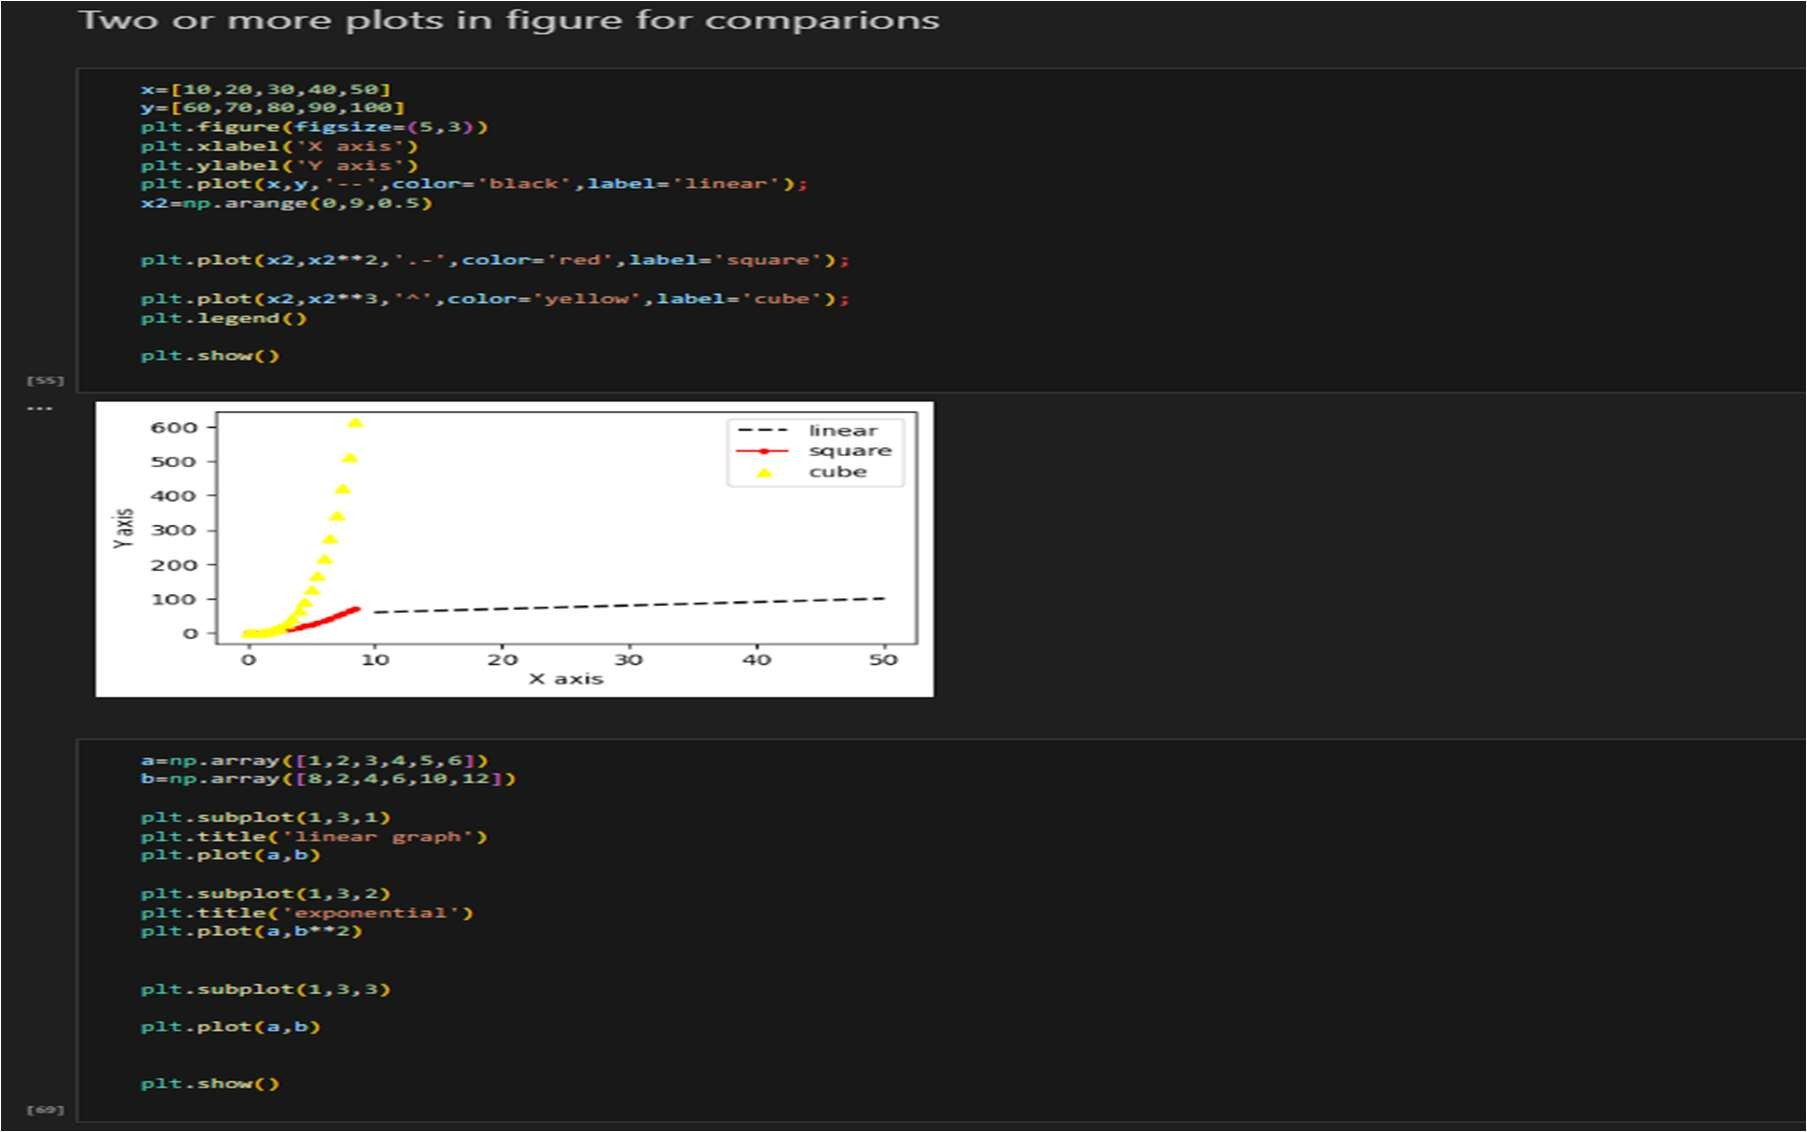 Two or more plots in figure for comparions
x=[10,20,30,40,50]
y=[60,70,80,90,100]
plt.figure(figsize=(5,3))
plt.xlabel('X axis')
plt.ylabel('Y axis')
plt.plot(x,y,'--',color='black',label='linear');
x2=np.arange(0,9,0.5)
plt.plot(x2,x2**2,'.-',color='red',label='square');
plt.plot(x2,x2**3,'^',color='yellow',label='cube');
plt.legend()
plt.show()
[55]
...
600
500
400
300
200
100
0
Y axis
linear
square
cube
0 10 20 30 40 50
X axis
a=np.array([1,2,3,4,5,6])
b=np.array([8,2,4,6,10,12])
plt.subplot(1,3,1)
plt.title('linear graph')
plt.plot(a,b)
plt.subplot(1,3,2)
plt.title('exponential')
plt.plot(a,b**2)
plt.subplot(1,3,3)
plt.plot(a,b)
plt.show()
[69]